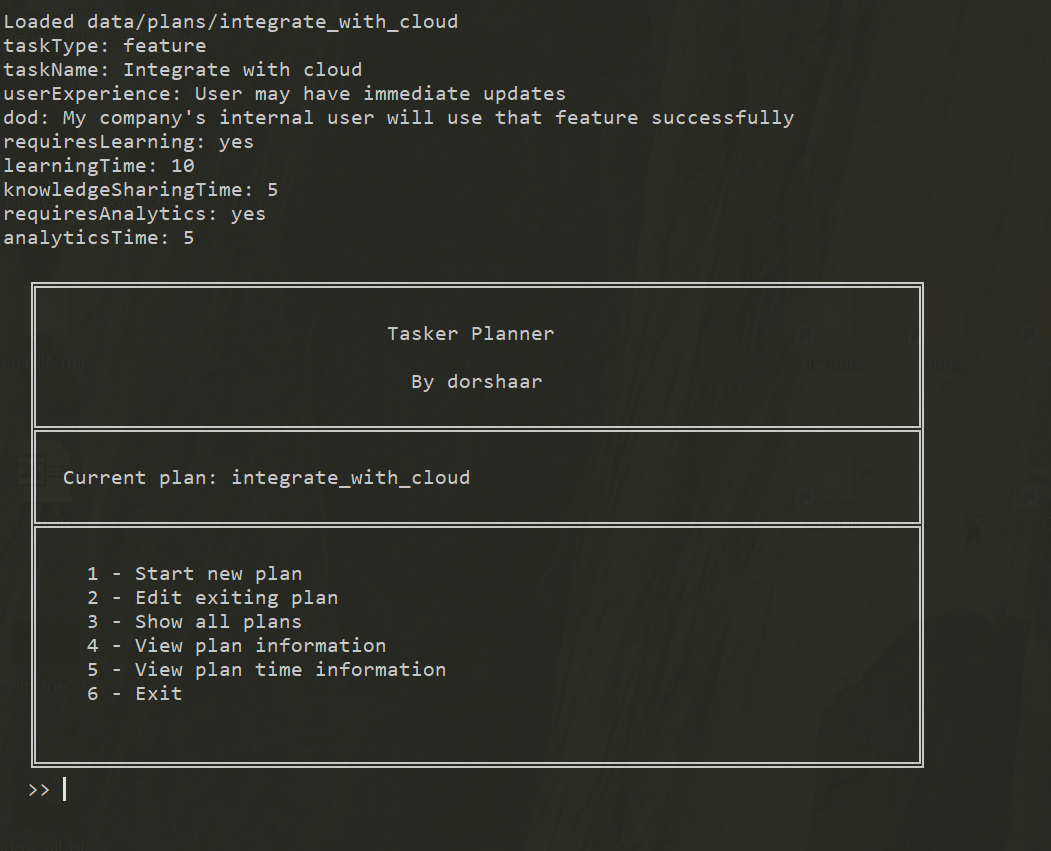 Loaded data/plans/integrate_with_cloud
taskType: feature
taskName: Integrate with cloud
userExperience: User may have immediate updates
dod: My company's internal user will use that feature successfully
requiresLearning: yes
learningTime: 10
knowledgeSharingTime: 5
requiresAnalytics: yes
analyticsTime: 5
Tasker Planner
By dorshaar
Current plan: integrate_with_cloud
1 - Start new plan
2 - Edit exiting plan
3 - Show all plans
4 - View plan information
5 - View plan time information
6 - Exit
>>